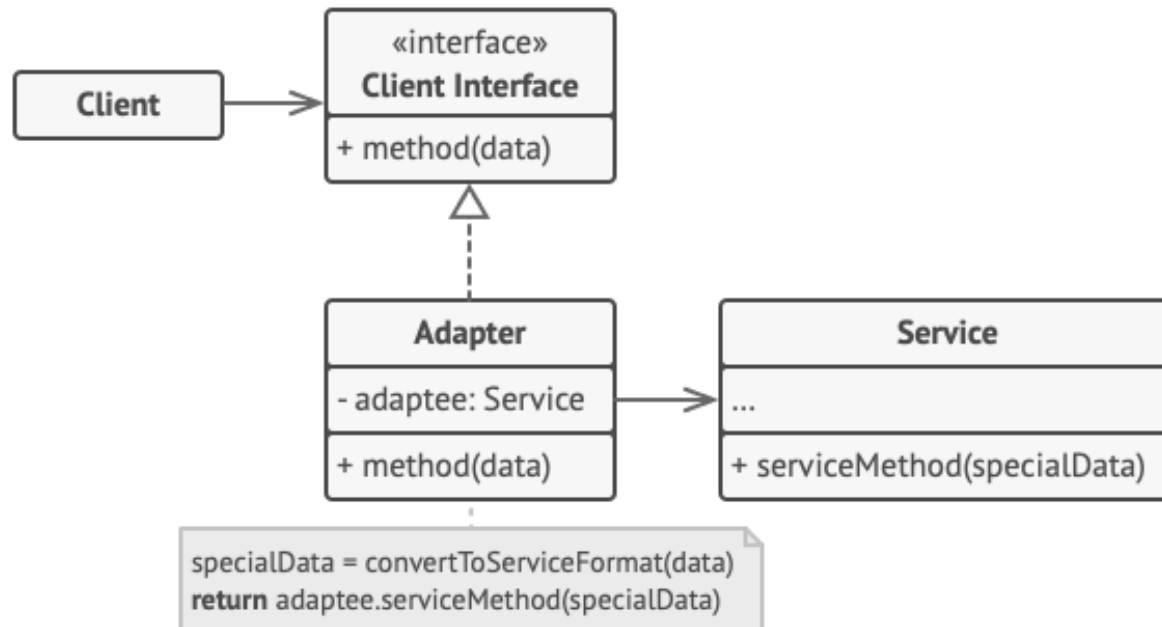 «interface»
Client Interface
Client
+ method(data)
Adapter
- adaptee: Service
+ method(data)
Service
...
+ serviceMethod(specialData)
specialData = convertToServiceFormat(data)
return adaptee.serviceMethod(specialData)